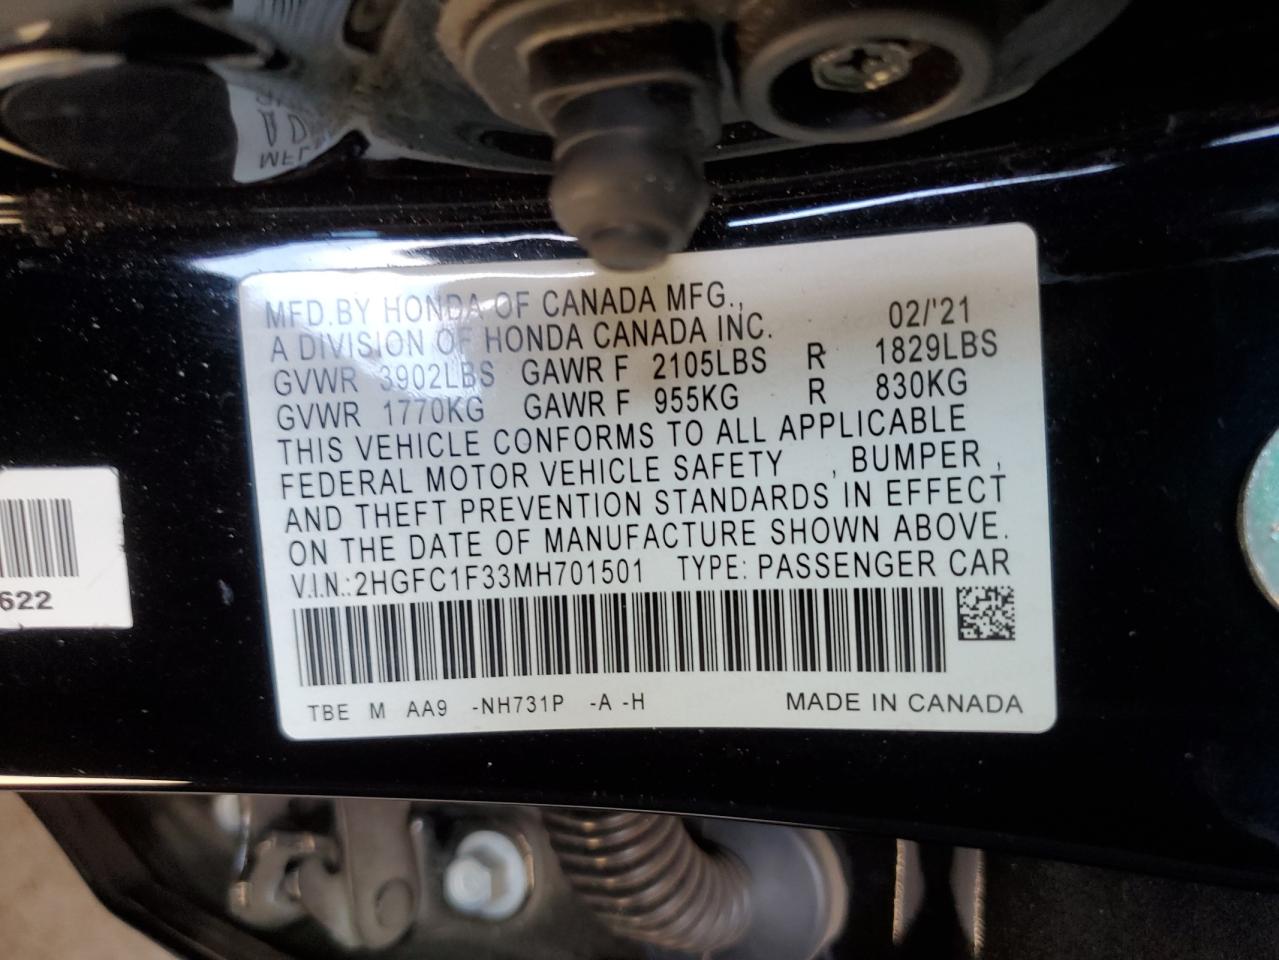 MFD.BY HONDA OF CANADA MFG.,
A DIVISION OF HONDA CANADA INC. 02/'21
GVWR 3902LBS GAWR F 2105LBS R 1829LBS
GVWR 1770KG GAWR F 955KG R 830KG
THIS VEHICLE CONFORMS TO ALL APPLICABLE
FEDERAL MOTOR VEHICLE SAFETY , BUMPER ,
AND THEFT PREVENTION STANDARDS IN EFFECT
ON THE DATE OF MANUFACTURE SHOWN ABOVE.
V.I.N.:2HGFC1F33MH701501 TYPE: PASSENGER CAR
TBE M AA9 -NH731P -A -H MADE IN CANADA
622